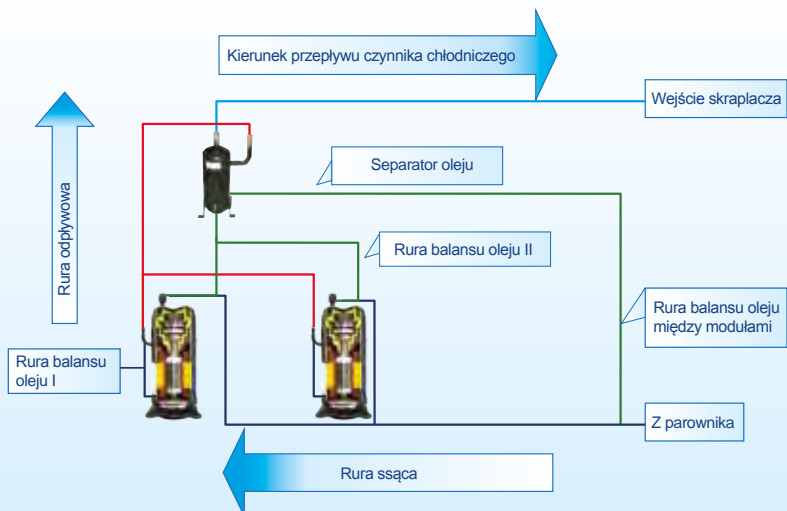 Kierunek przepływu czynnika chłodniczego
Wejście skraplacza
Separator oleju
Rura odpływowa
Rura balansu oleju II
Rura balansu oleju
między modułami
Rura balansu
oleju I
Z parownika
Rura ssąca